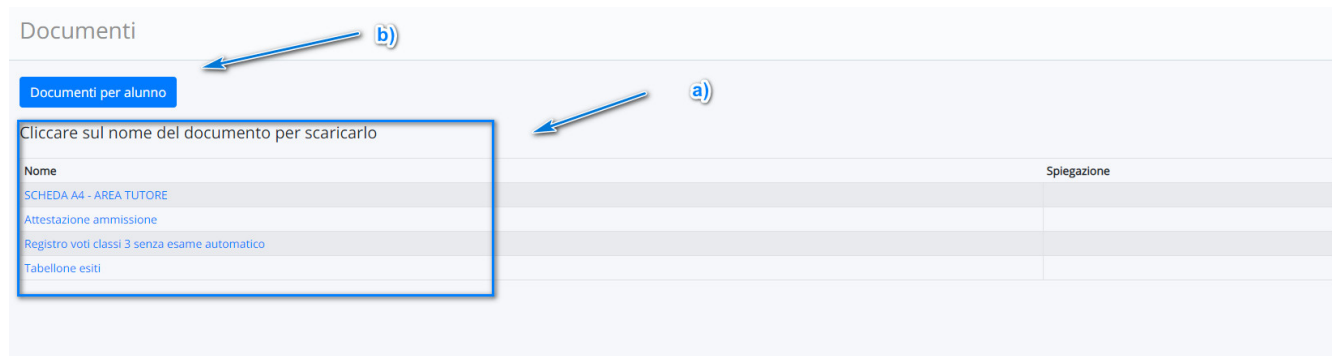 Documenti
b)
Documenti per alunno
a)
Cliccare sul nome del documento per scaricarlo
Nome Spiegazione
SCHEDA A4 - AREA TUTORE
Attestazione ammissione
Registro voti classi 3 senza esame automatico
Tabellone esiti